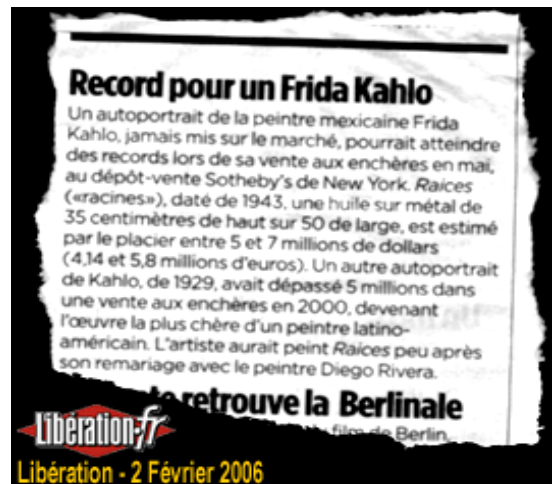 Record pour un Frida Kahlo
Un autoportrait de la peintre mexicaine Frida
Kahlo, jamais mis sur le marché, pourrait atteindre
des records lors de sa vente aux enchères en mai,
au dépôt-vente Sotheby's de New York. Raices
(«racines»), daté de 1943, une huile sur métal de
35 centimètres de haut sur 50 de large, est estimé
par le placier entre 5 et 7 millions de dollars
(4,14 et 5,8 millions d'euros). Un autre autoportrait
de Kahlo, de 1929, avait dépassé 5 millions dans
une vente aux enchères en 2000, devenant
l'œuvre la plus chère d'un peintre latino-
américain. L'artiste aurait peint Raices peu après
son remariage avec le peintre Diego Rivera.
retrouve la Berlinale
film de Berlin
Libération.fr
Libération - 2 Février 2006